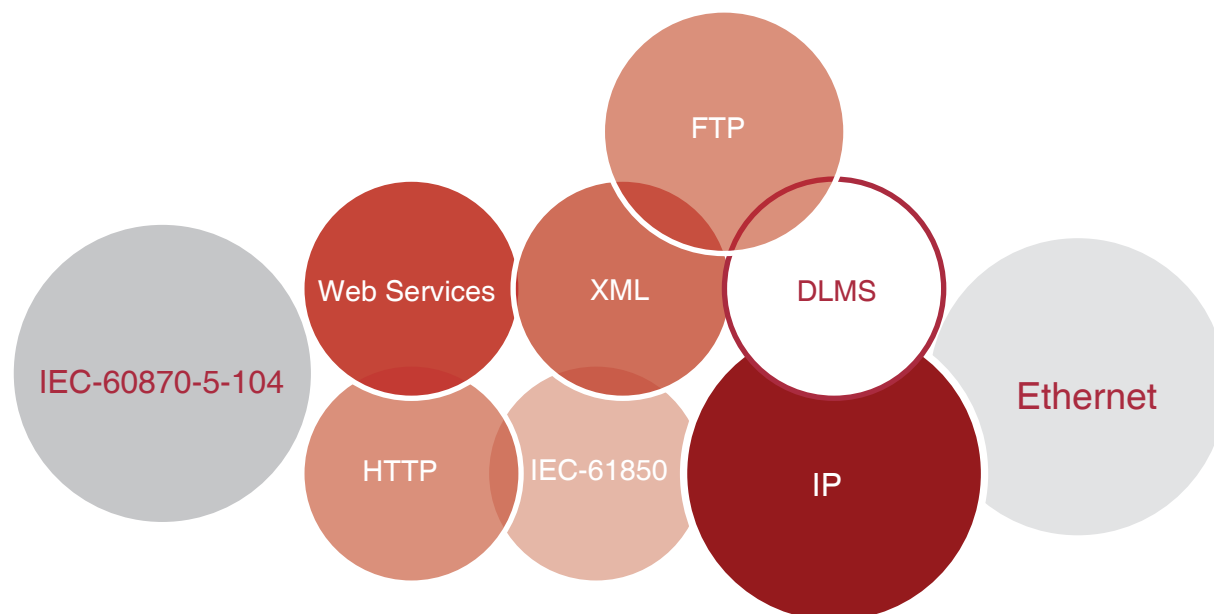 FTP
Web Services
XML
DLMS
IEC-60870-5-104
Ethernet
HTTP
IEC-61850
IP